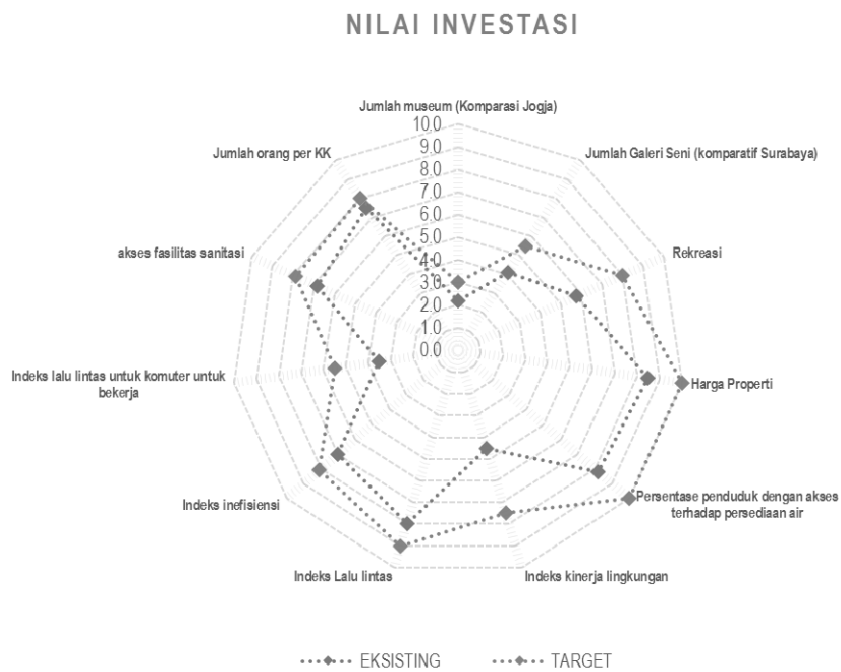 NILAI INVESTASI
Jumlah museum (Komparasi Jogja)
10.0
9.0
8.0
7.0
6.0
5.0
4.0
3.0
2.0
1.0
0.0
Jumlah Galeri Seni (komparatif Surabaya)
Rekreasi
Harga Properti
Persentase penduduk dengan akses
terhadap persediaan air
Indeks kinerja lingkungan
Indeks Lalu lintas
Indeks inefisiensi
Indeks lalu lintas untuk komuter untuk
bekerja
akses fasilitas sanitasi
Jumlah orang per KK
EKSISTING
TARGET